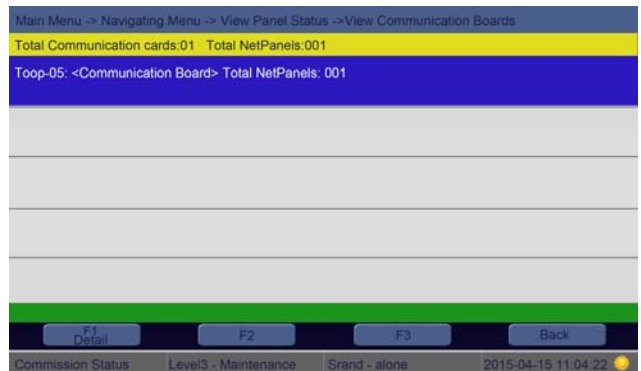 Main Menu -> Navigating Menu -> View Panel Status ->View Communication Boards
Total Communication cards:01 Total NetPanels:001
Toop-05: <Communication Board> Total NetPanels: 001
F1
Detail
F2
F3
Back
Commission Status
Level3 - Maintenance
Srand - alone
2015-04-15 11:04:22